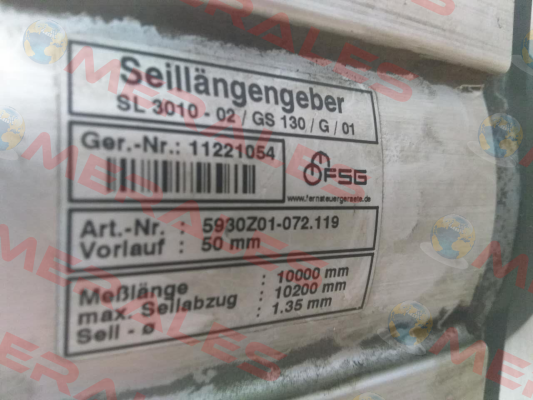 Seillängengeber
SL 3010 - 02 / GS 130 / G / 01
Ger.-Nr.: 11221054
FSG
www.fernsteuergeraete.de
Art.-Nr. : 5930Z01-072.119
Vorlauf : 50 mm
Meßlänge : 10000 mm
max. Seilabzug : 10200 mm
Seil - ø : 1.35 mm
MERALES